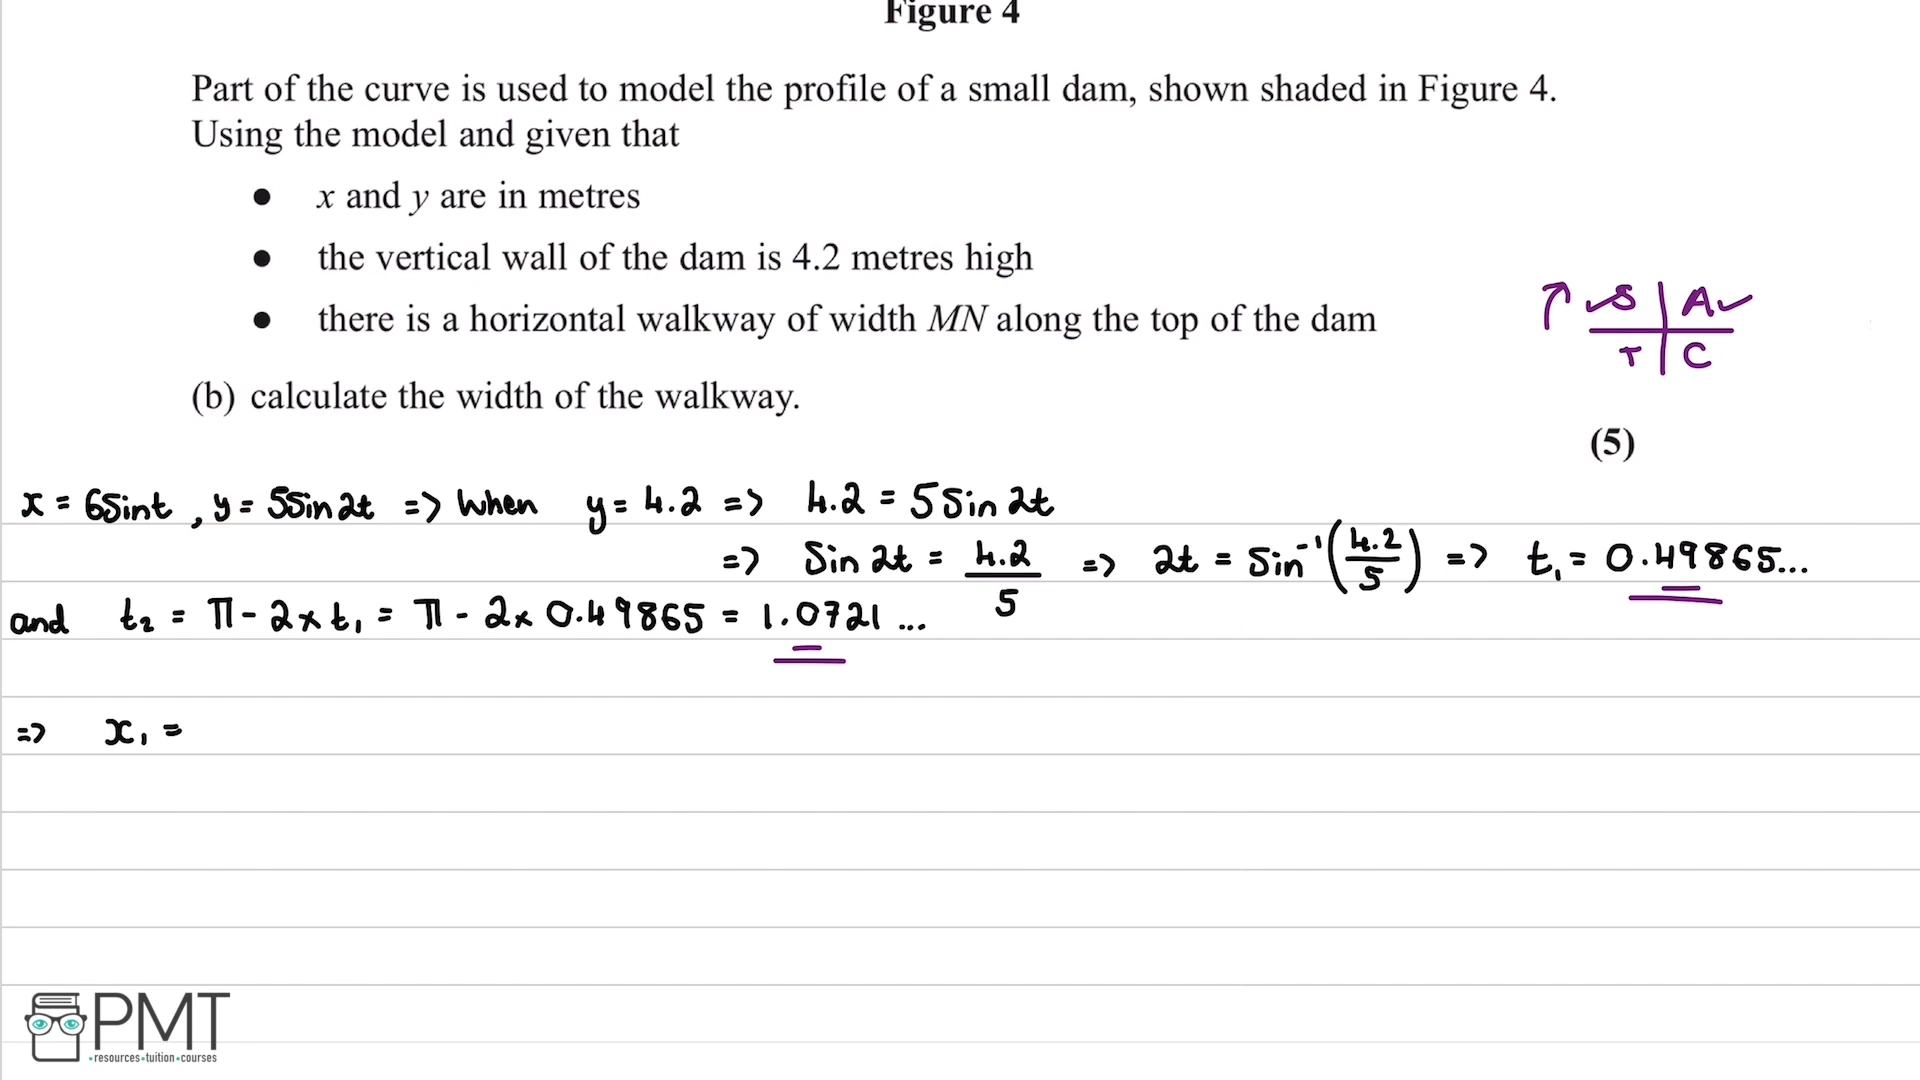 Figure 4
Part of the curve is used to model the profile of a small dam, shown shaded in Figure 4.
Using the model and given that
● x and y are in metres
● the vertical wall of the dam is 4.2 metres high
● there is a horizontal walkway of width MN along the top of the dam
S A
T C
(b) calculate the width of the walkway.
(5)
x = 6Sint , y = 5Sin2t => When y = 4.2 => 4.2 = 5Sin2t
=> Sin2t = 4.2/5 => 2t = Sin⁻¹(4.2/5) => t₁ = 0.49865...
and t₂ = π - 2×t₁ = π - 2×0.49865 = 1.0721...
=> x₁ =
PMT
•resources•tuition•courses